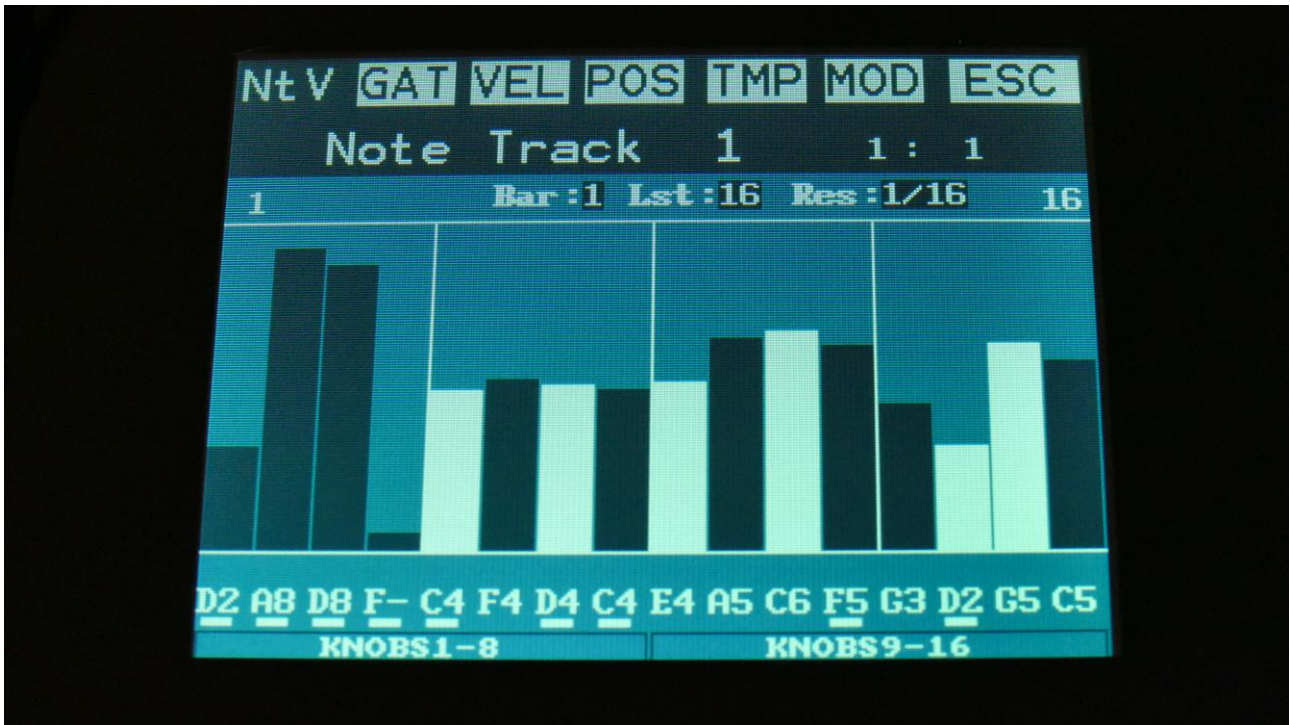 NtV GAT VEL POS TMP MOD ESC
Note Track 1 1: 1
1 Bar:1 Lst:16 Res:1/16 16
D2 A8 D8 F- C4 F4 D4 C4 E4 A5 C6 F5 G3 D2 G5 C5
KNOBS1-8 KNOBS9-16